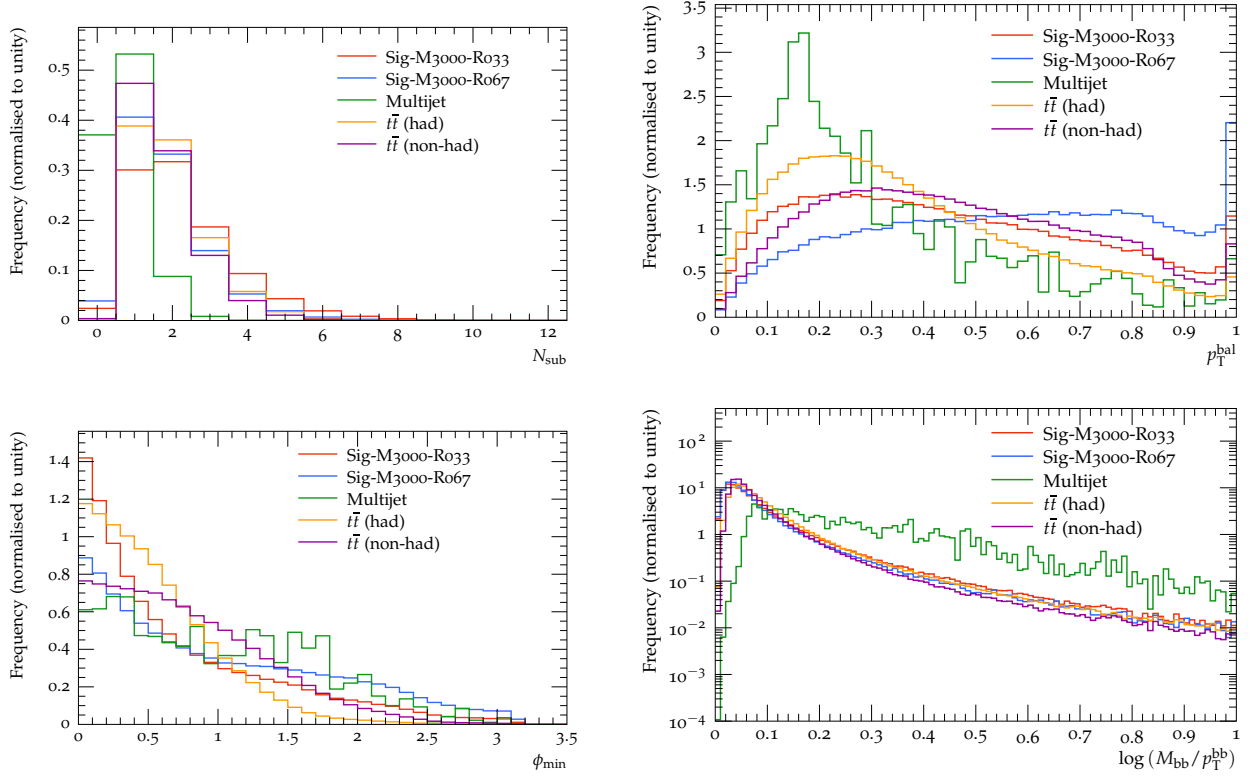 Frequency (normalised to unity)
0.5
0.4
0.3
0.2
0.1
0
Sig-M3000-R033
Sig-M3000-R067
Multijet
tt̅ (had)
tt̅ (non-had)
0 2 4 6 8 10 12
N_sub
Frequency (normalised to unity)
3.5
3
2.5
2
1.5
1
0.5
0
Sig-M3000-R033
Sig-M3000-R067
Multijet
tt̅ (had)
tt̅ (non-had)
0 0.1 0.2 0.3 0.4 0.5 0.6 0.7 0.8 0.9 1
p_T^bal
Frequency (normalised to unity)
1.4
1.2
1
0.8
0.6
0.4
0.2
0
Sig-M3000-R033
Sig-M3000-R067
Multijet
tt̅ (had)
tt̅ (non-had)
0 0.5 1 1.5 2 2.5 3 3.5
ϕ_min
Frequency (normalised to unity)
10^2
10^1
1
10^−1
10^−2
10^−3
10^−4
Sig-M3000-R033
Sig-M3000-R067
Multijet
tt̅ (had)
tt̅ (non-had)
0 0.1 0.2 0.3 0.4 0.5 0.6 0.7 0.8 0.9 1
log (M_bb/p_T^bb)